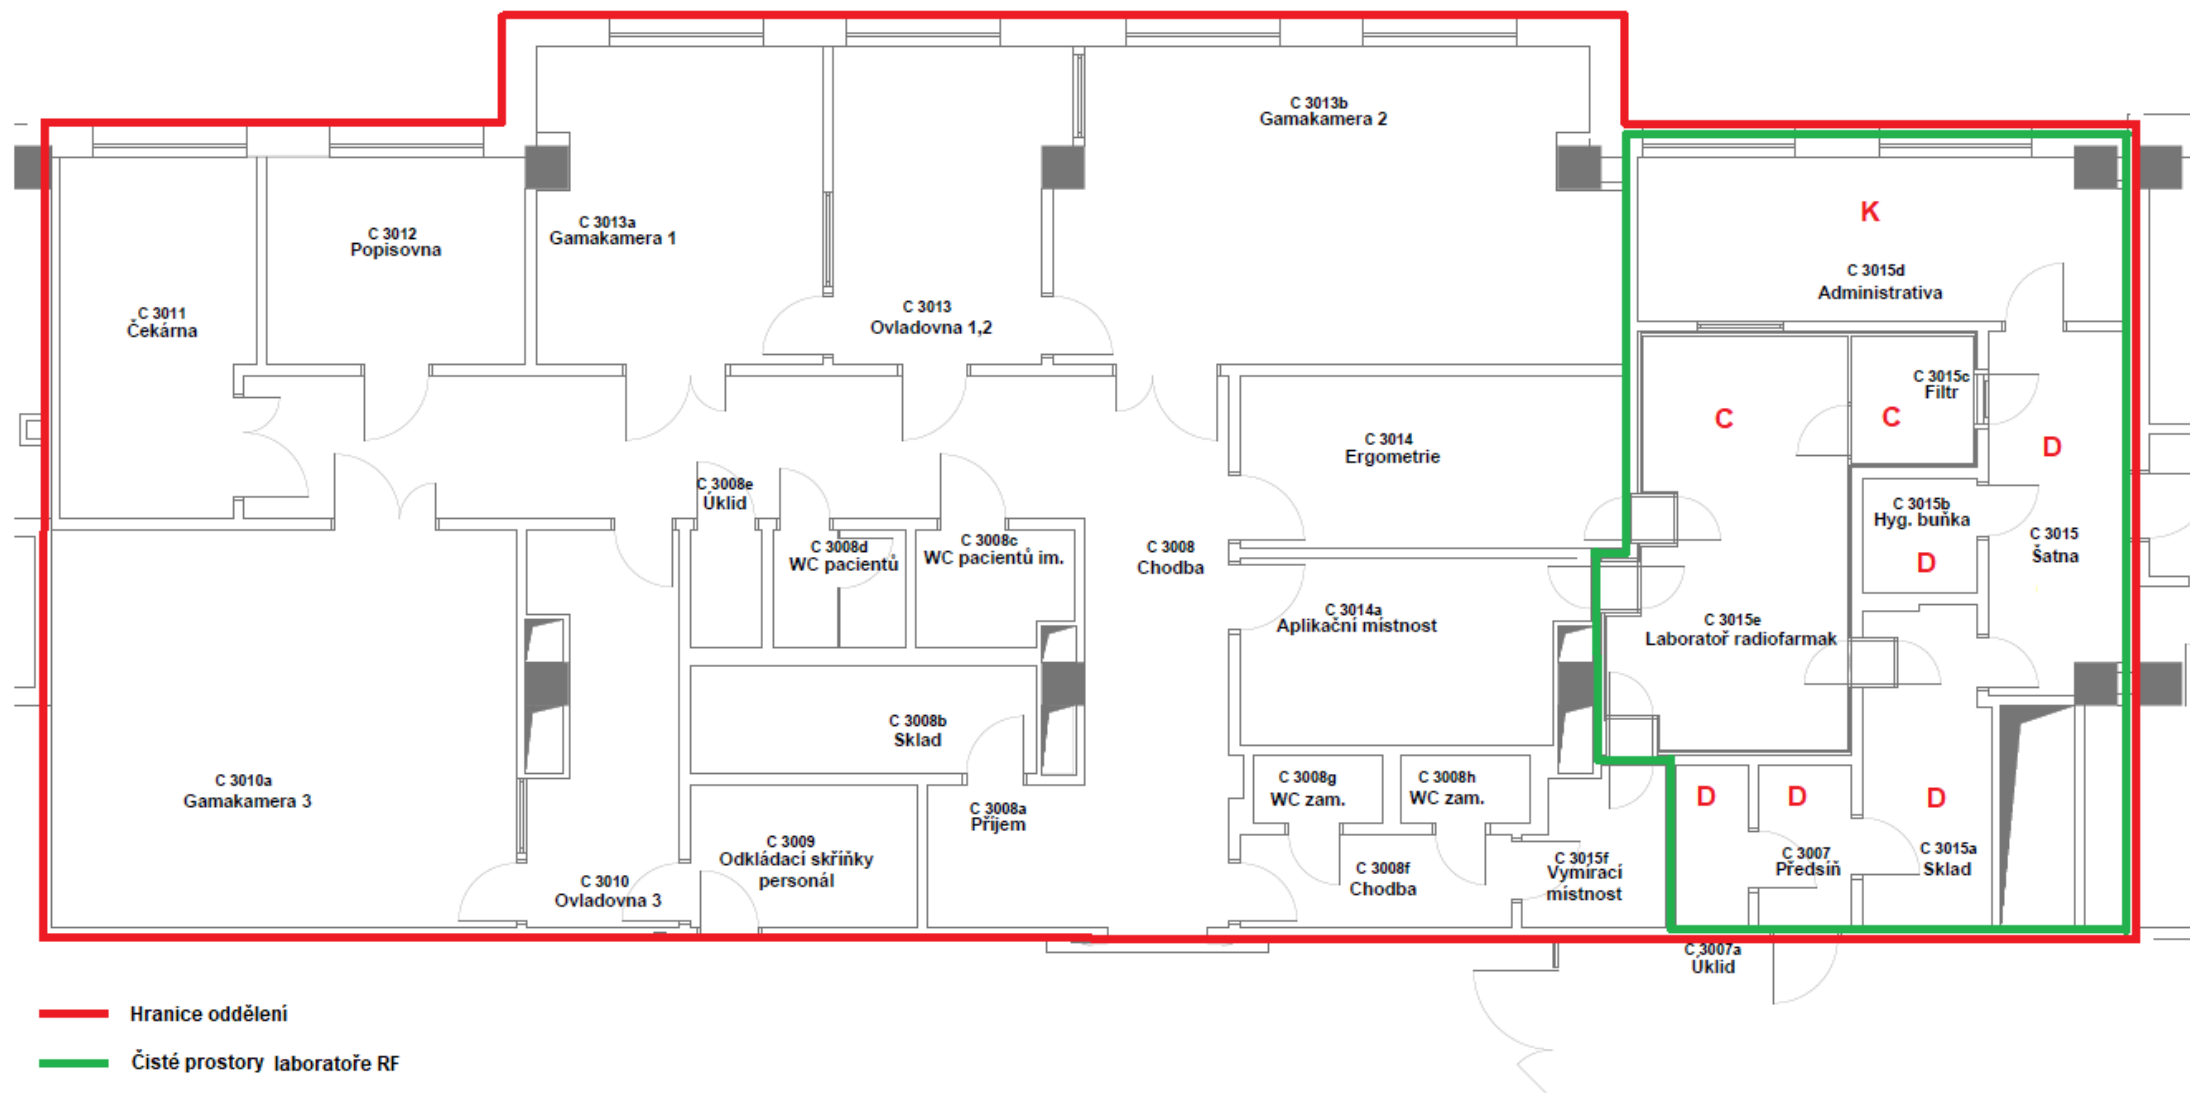 C 3013b
Gamakamera 2
K
C 3013a
Gamakamera 1
C 3012
Popisovna
C 3011
Čekárna
C 3013
Ovladovna 1,2
C 3015d
Administrativa
C 3015c
Filtr
C
C
D
C 3014
Ergometrie
C 3008e
Úklid
C 3008d
WC pacientů
C 3008c
WC pacientů im.
C 3008
Chodba
C 3015b
Hyg. buňka
D
C 3015
Šatna
C 3014a
Aplikační místnost
C 3015e
Laboratoř radiofarmak
C 3008b
Sklad
C 3010a
Gamakamera 3
C 3008a
Příjem
C 3008g
WC zam.
C 3008h
WC zam.
D
D
D
C 3009
Odkládací skříňky
personál
C 3010
Ovladovna 3
C 3008f
Chodba
C 3015f
Vymírací
místnost
C 3007
Předsíň
C 3015a
Sklad
C 3007a
Úklid
Hranice oddělení
Čisté prostory laboratoře RF